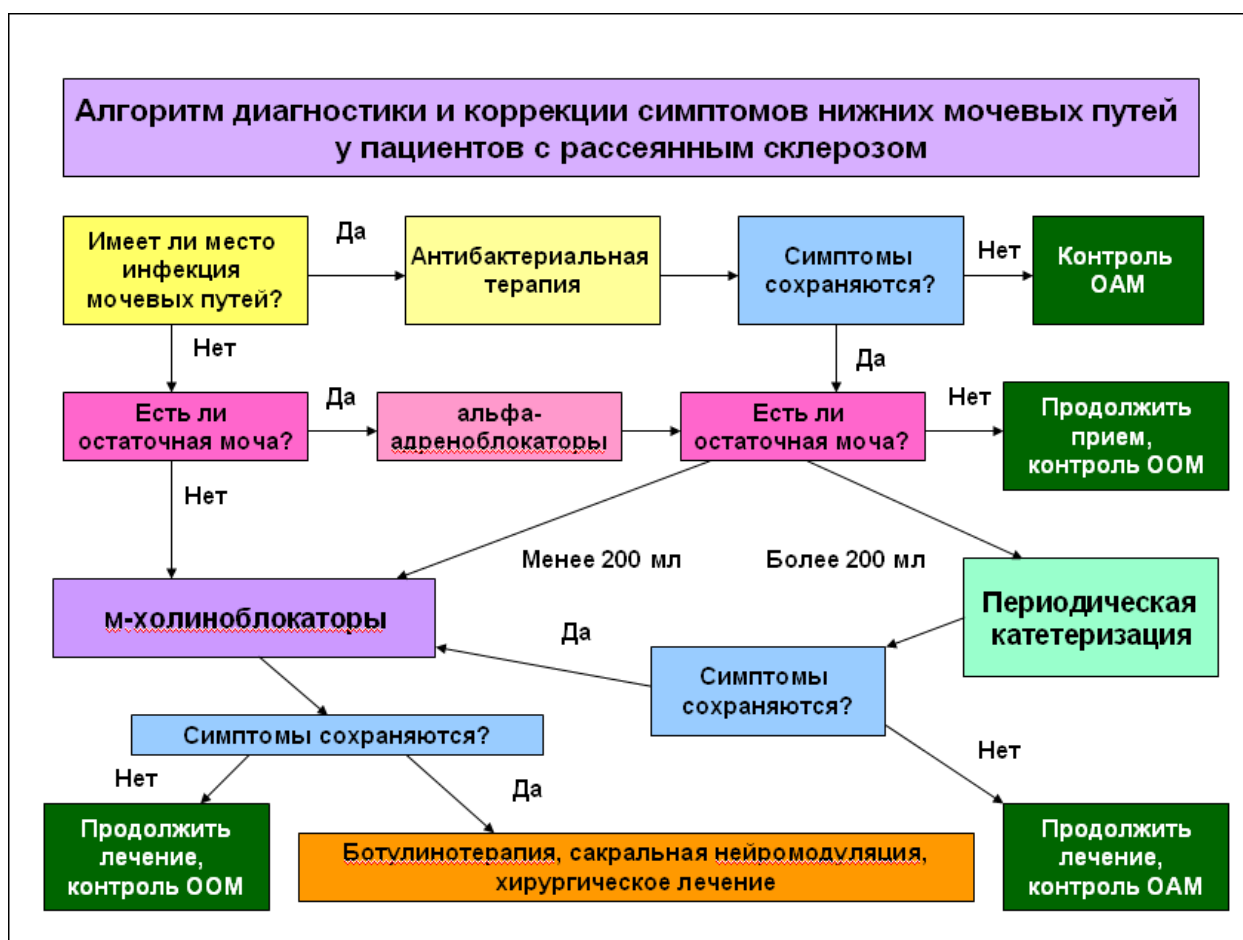 Алгоритм диагностики и коррекции симптомов нижних мочевых путей
у пациентов с рассеянным склерозом
Имеет ли место
инфекция
мочевых путей?
Да
Антибактериальная
терапия
Симптомы
сохраняются?
Нет
Контроль
ОАМ
Нет
Да
Есть ли
остаточная моча?
Да
альфа-
адреноблокаторы
Есть ли
остаточная моча?
Нет
Продолжить
прием,
контроль ООМ
Нет
Менее 200 мл
Более 200 мл
м-холиноблокаторы
Да
Периодическая
катетеризация
Симптомы
сохраняются?
Симптомы сохраняются?
Нет
Да
Нет
Продолжить
лечение,
контроль ООМ
Ботулинотерапия, сакральная нейромодуляция,
хирургическое лечение
Продолжить
лечение,
контроль ОАМ